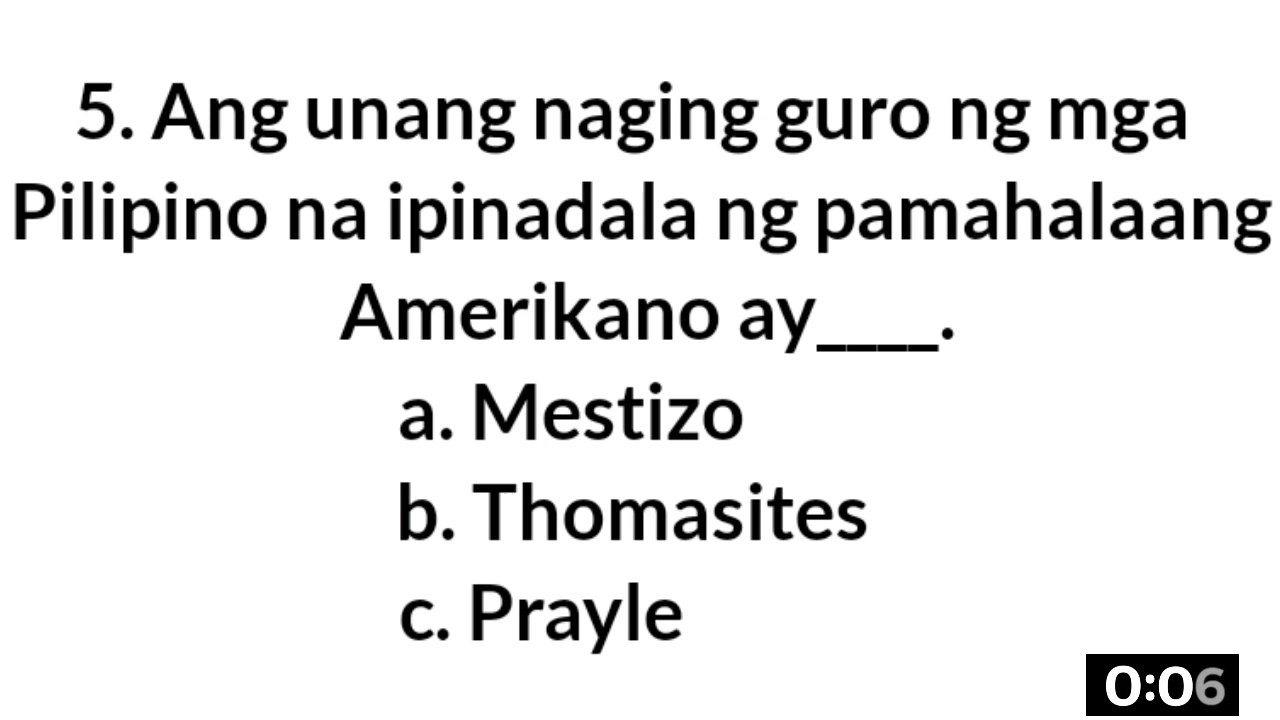 5. Ang unang naging guro ng mga
Pilipino na ipinadala ng pamahalaang
Amerikano ay____.
a. Mestizo
b. Thomasites
c. Prayle
0:06